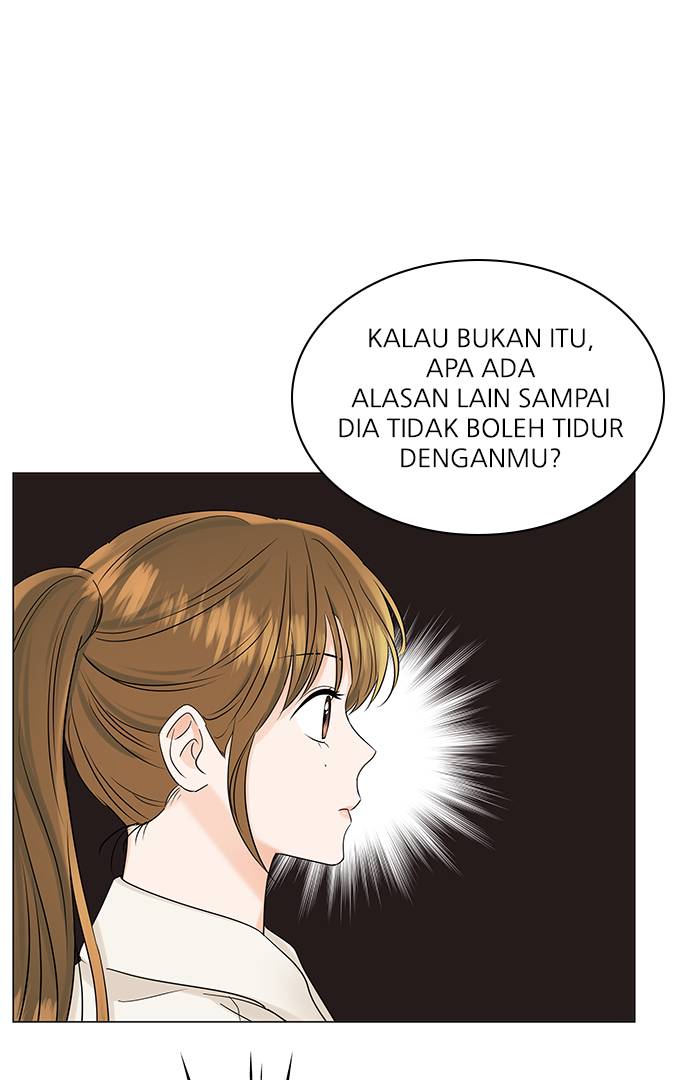 KALAU BUKAN ITU,
APA ADA
ALASAN LAIN SAMPAI
DIA TIDAK BOLEH TIDUR
DENGANMU?